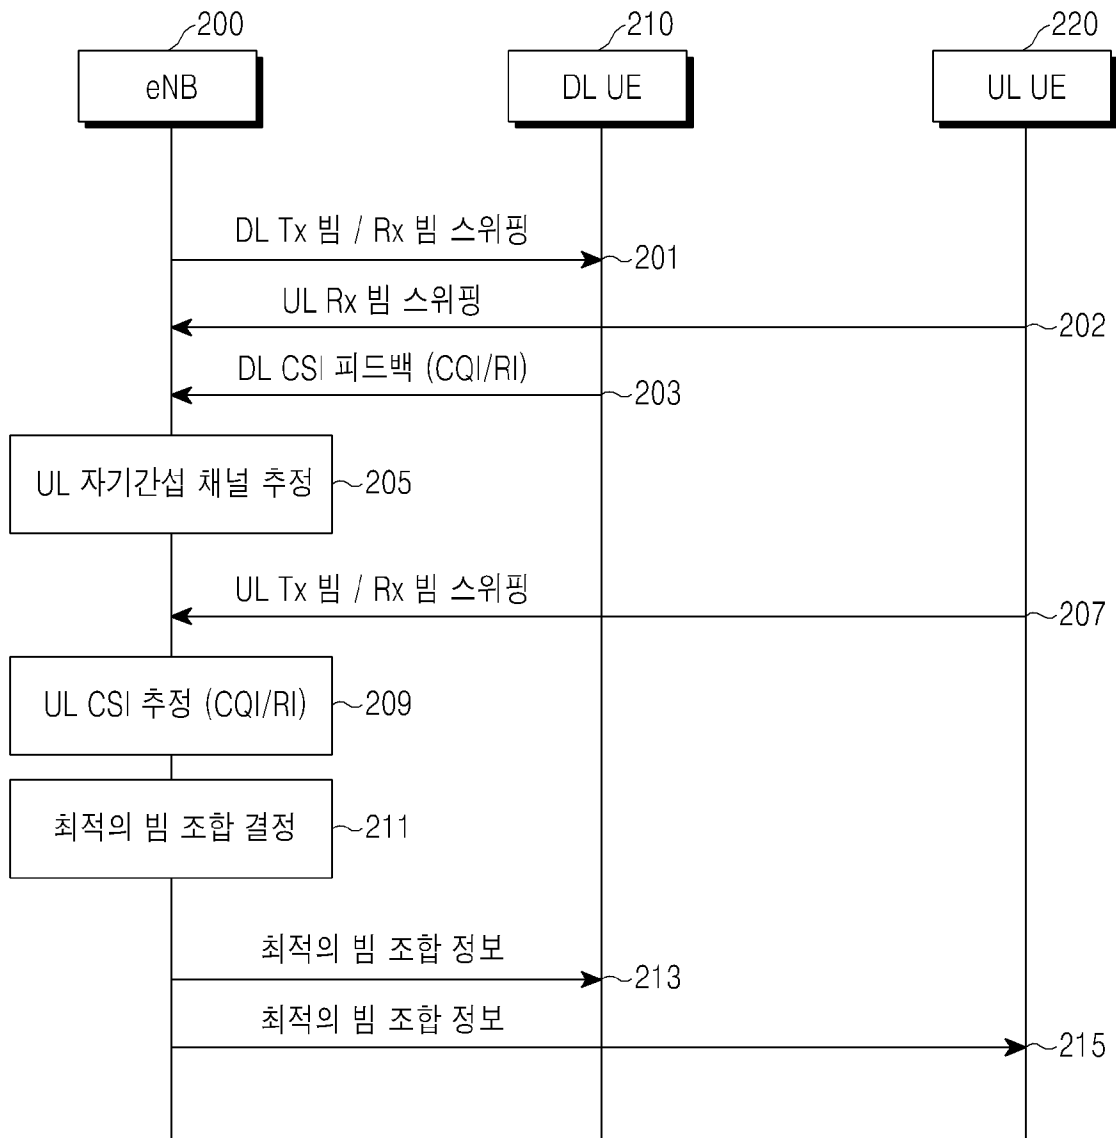 200
210
220
eNB
DL UE
UL UE
DL Tx 빔 / Rx 빔 스위핑
201
UL Rx 빔 스위핑
202
DL CSI 피드백 (CQI/RI)
203
UL 자기간섭 채널 추정
205
UL Tx 빔 / Rx 빔 스위핑
207
UL CSI 추정 (CQI/RI)
209
최적의 빔 조합 결정
211
최적의 빔 조합 정보
213
최적의 빔 조합 정보
215